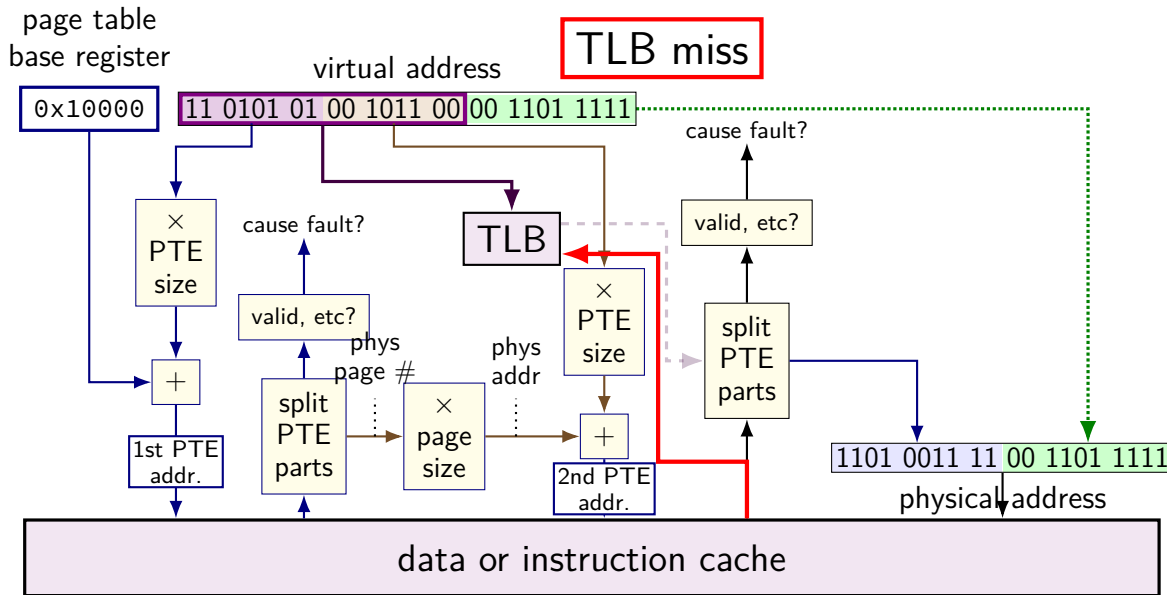 page table
base register
0x10000
virtual address
TLB miss
11 0101 01 00 1011 00 00 1101 1111
cause fault?
valid, etc?
×
PTE
size
cause fault?
TLB
valid, etc?
×
PTE
size
split
PTE
parts
phys
page #
phys
addr
+
split
PTE
parts
×
page
size
+
1st PTE
addr.
2nd PTE
addr.
1101 0011 11 00 1101 1111
physical address
data or instruction cache